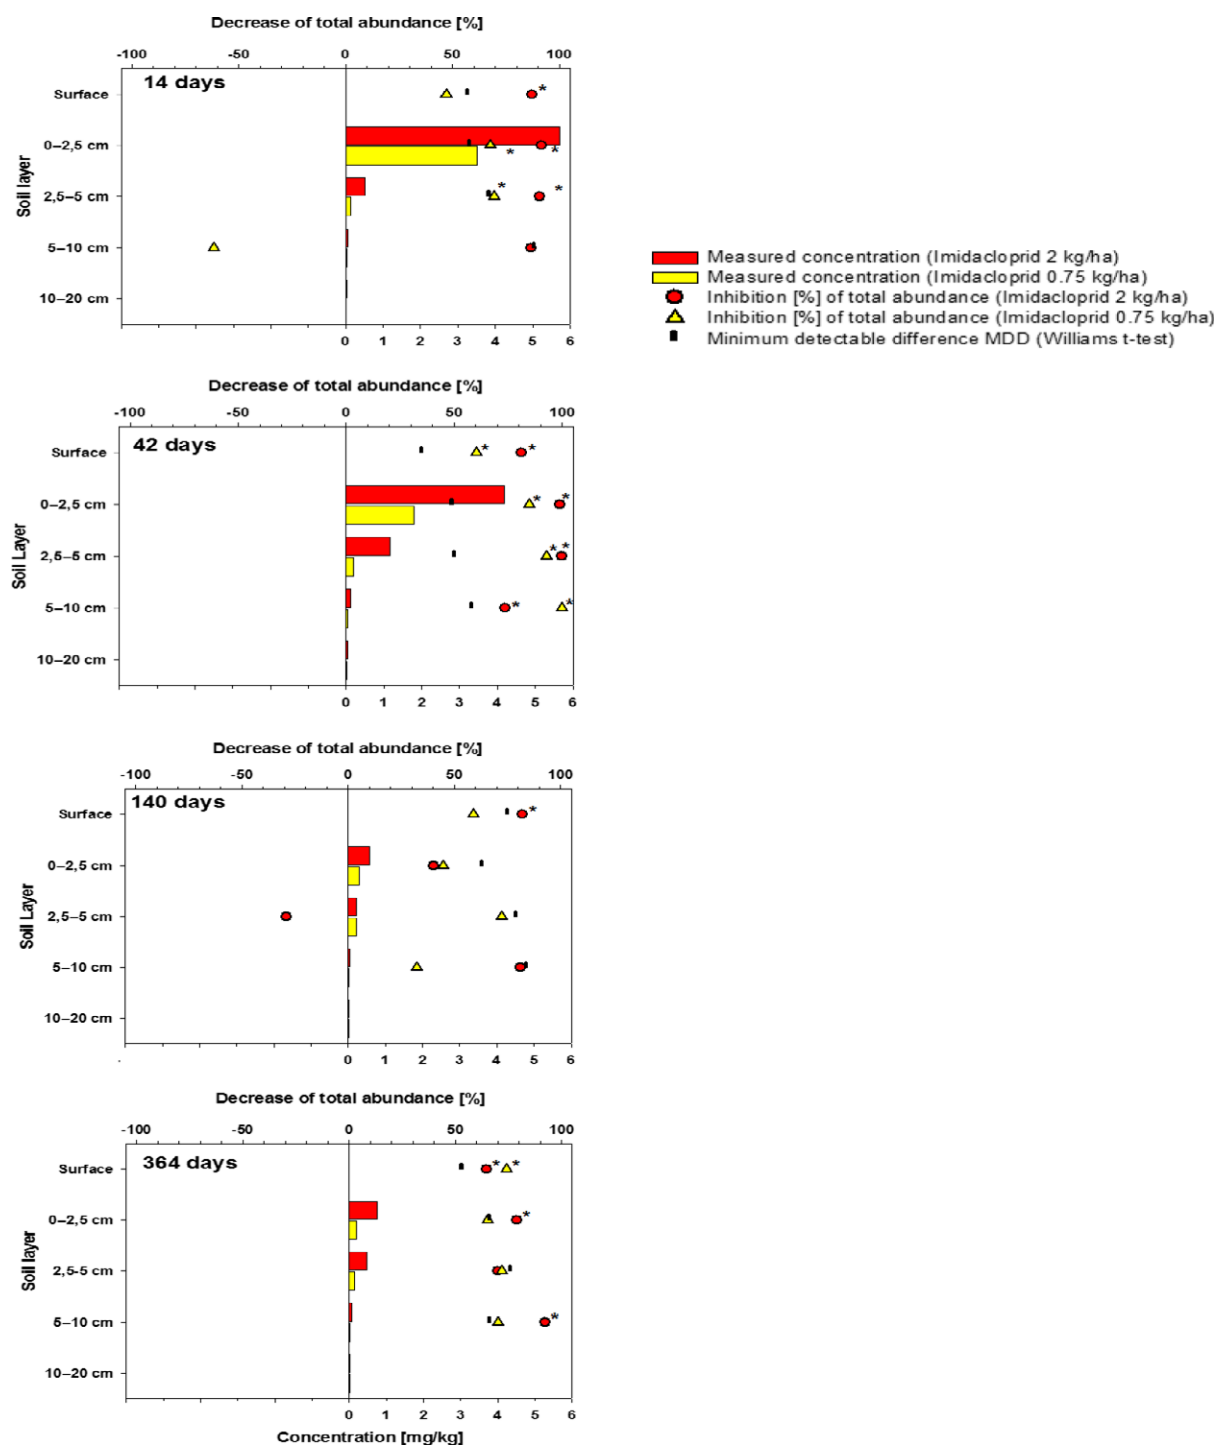 Decrease of total abundance [%]
-100 -50 0 50 100
14 days
Surface
*
0–2,5 cm
* *
2,5–5 cm
* *
5–10 cm
10–20 cm
Soil layer
0 1 2 3 4 5 6
Measured concentration (Imidacloprid 2 kg/ha)
Measured concentration (Imidacloprid 0.75 kg/ha)
Inhibition [%] of total abundance (Imidacloprid 2 kg/ha)
Inhibition [%] of total abundance (Imidacloprid 0.75 kg/ha)
Minimum detectable difference MDD (Williams t-test)
Decrease of total abundance [%]
-100 -50 0 50 100
42 days
Surface
* *
0–2,5 cm
* *
2,5–5 cm
* *
5–10 cm
* *
10–20 cm
Soil Layer
0 1 2 3 4 5 6
Decrease of total abundance [%]
-100 -50 0 50 100
140 days
Surface
*
0–2,5 cm
2,5–5 cm
5–10 cm
10–20 cm
Soil Layer
0 1 2 3 4 5 6
Decrease of total abundance [%]
-100 -50 0 50 100
364 days
Surface
* *
0–2,5 cm
*
2,5-5 cm
5–10 cm
*
10–20 cm
Soil layer
0 1 2 3 4 5 6
Concentration [mg/kg]